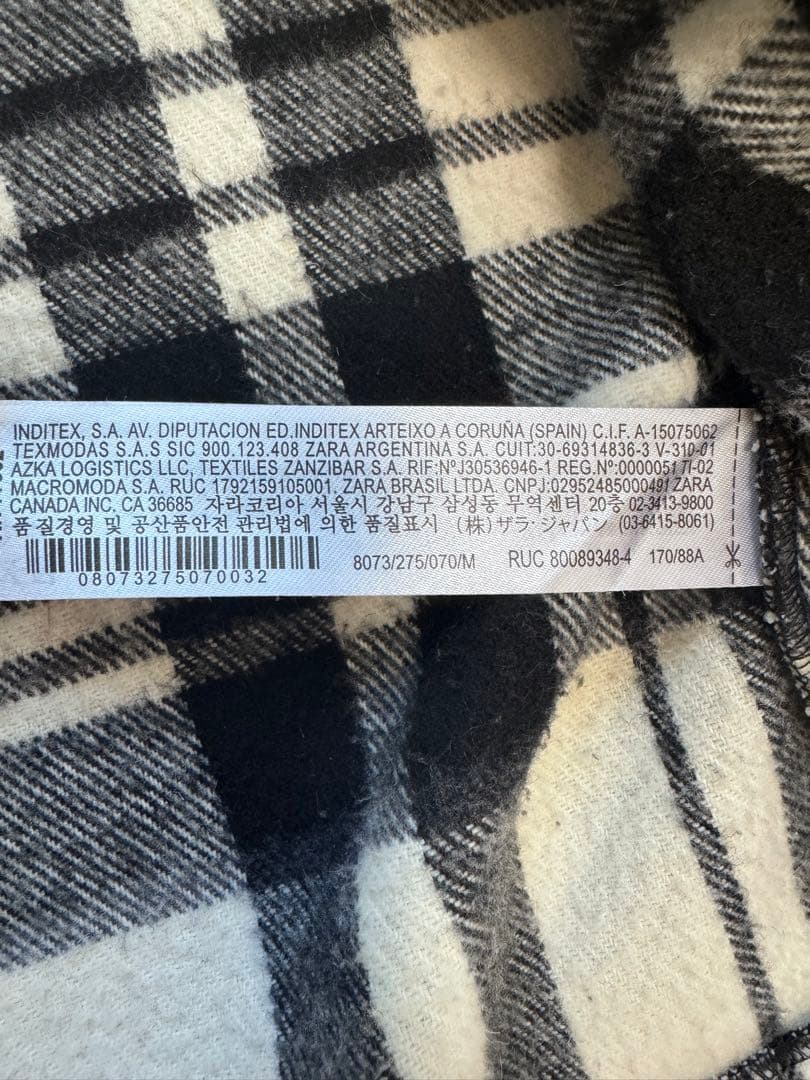 INDITEX, S.A. AV. DIPUTACION ED.INDITEX ARTEIXO A CORUÑA (SPAIN) C.I.F. A-15075062
TEXMODAS S.A.S SIC 900.123.408 ZARA ARGENTINA S.A. CUIT:30-69314836-3 V-310-01
AZKA LOGISTICS LLC, TEXTILES ZANZIBAR S.A. RIF:NºJ30536946-1 REG.Nº:00000517I-02
MACROMODA S.A. RUC 1792159105001. ZARA BRASIL LTDA. CNPJ:02952485000491 ZARA
CANADA INC. CA 36685 자라코리아 서울시 강남구 삼성동 무역센터 20층 02-3413-9800
품질경영 및 공산품안전 관리법에 의한 품질표시 (株)ザラ・ジャパン (03-6415-8061)
08073275070032 8073/275/070/M RUC 80089348-4 170/88A